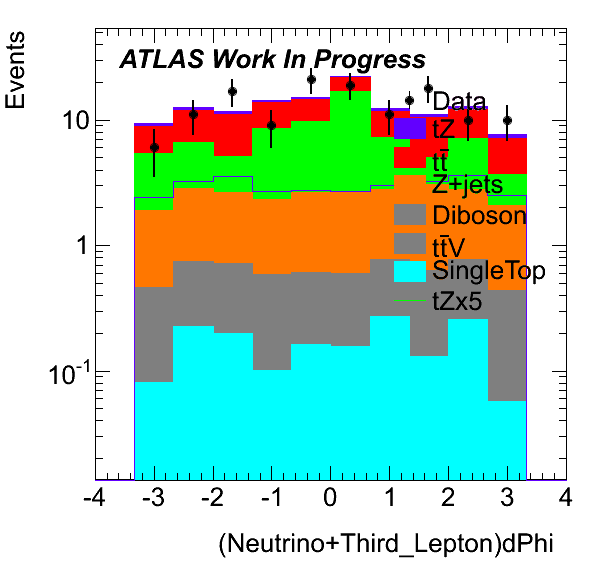 Events
ATLAS Work In Progress
Data
tZ
tt̄
Z+jets
Diboson
tt̄V
SingleTop
tZx5
10
1
10⁻¹
-4 -3 -2 -1 0 1 2 3 4
(Neutrino+Third_Lepton)dPhi